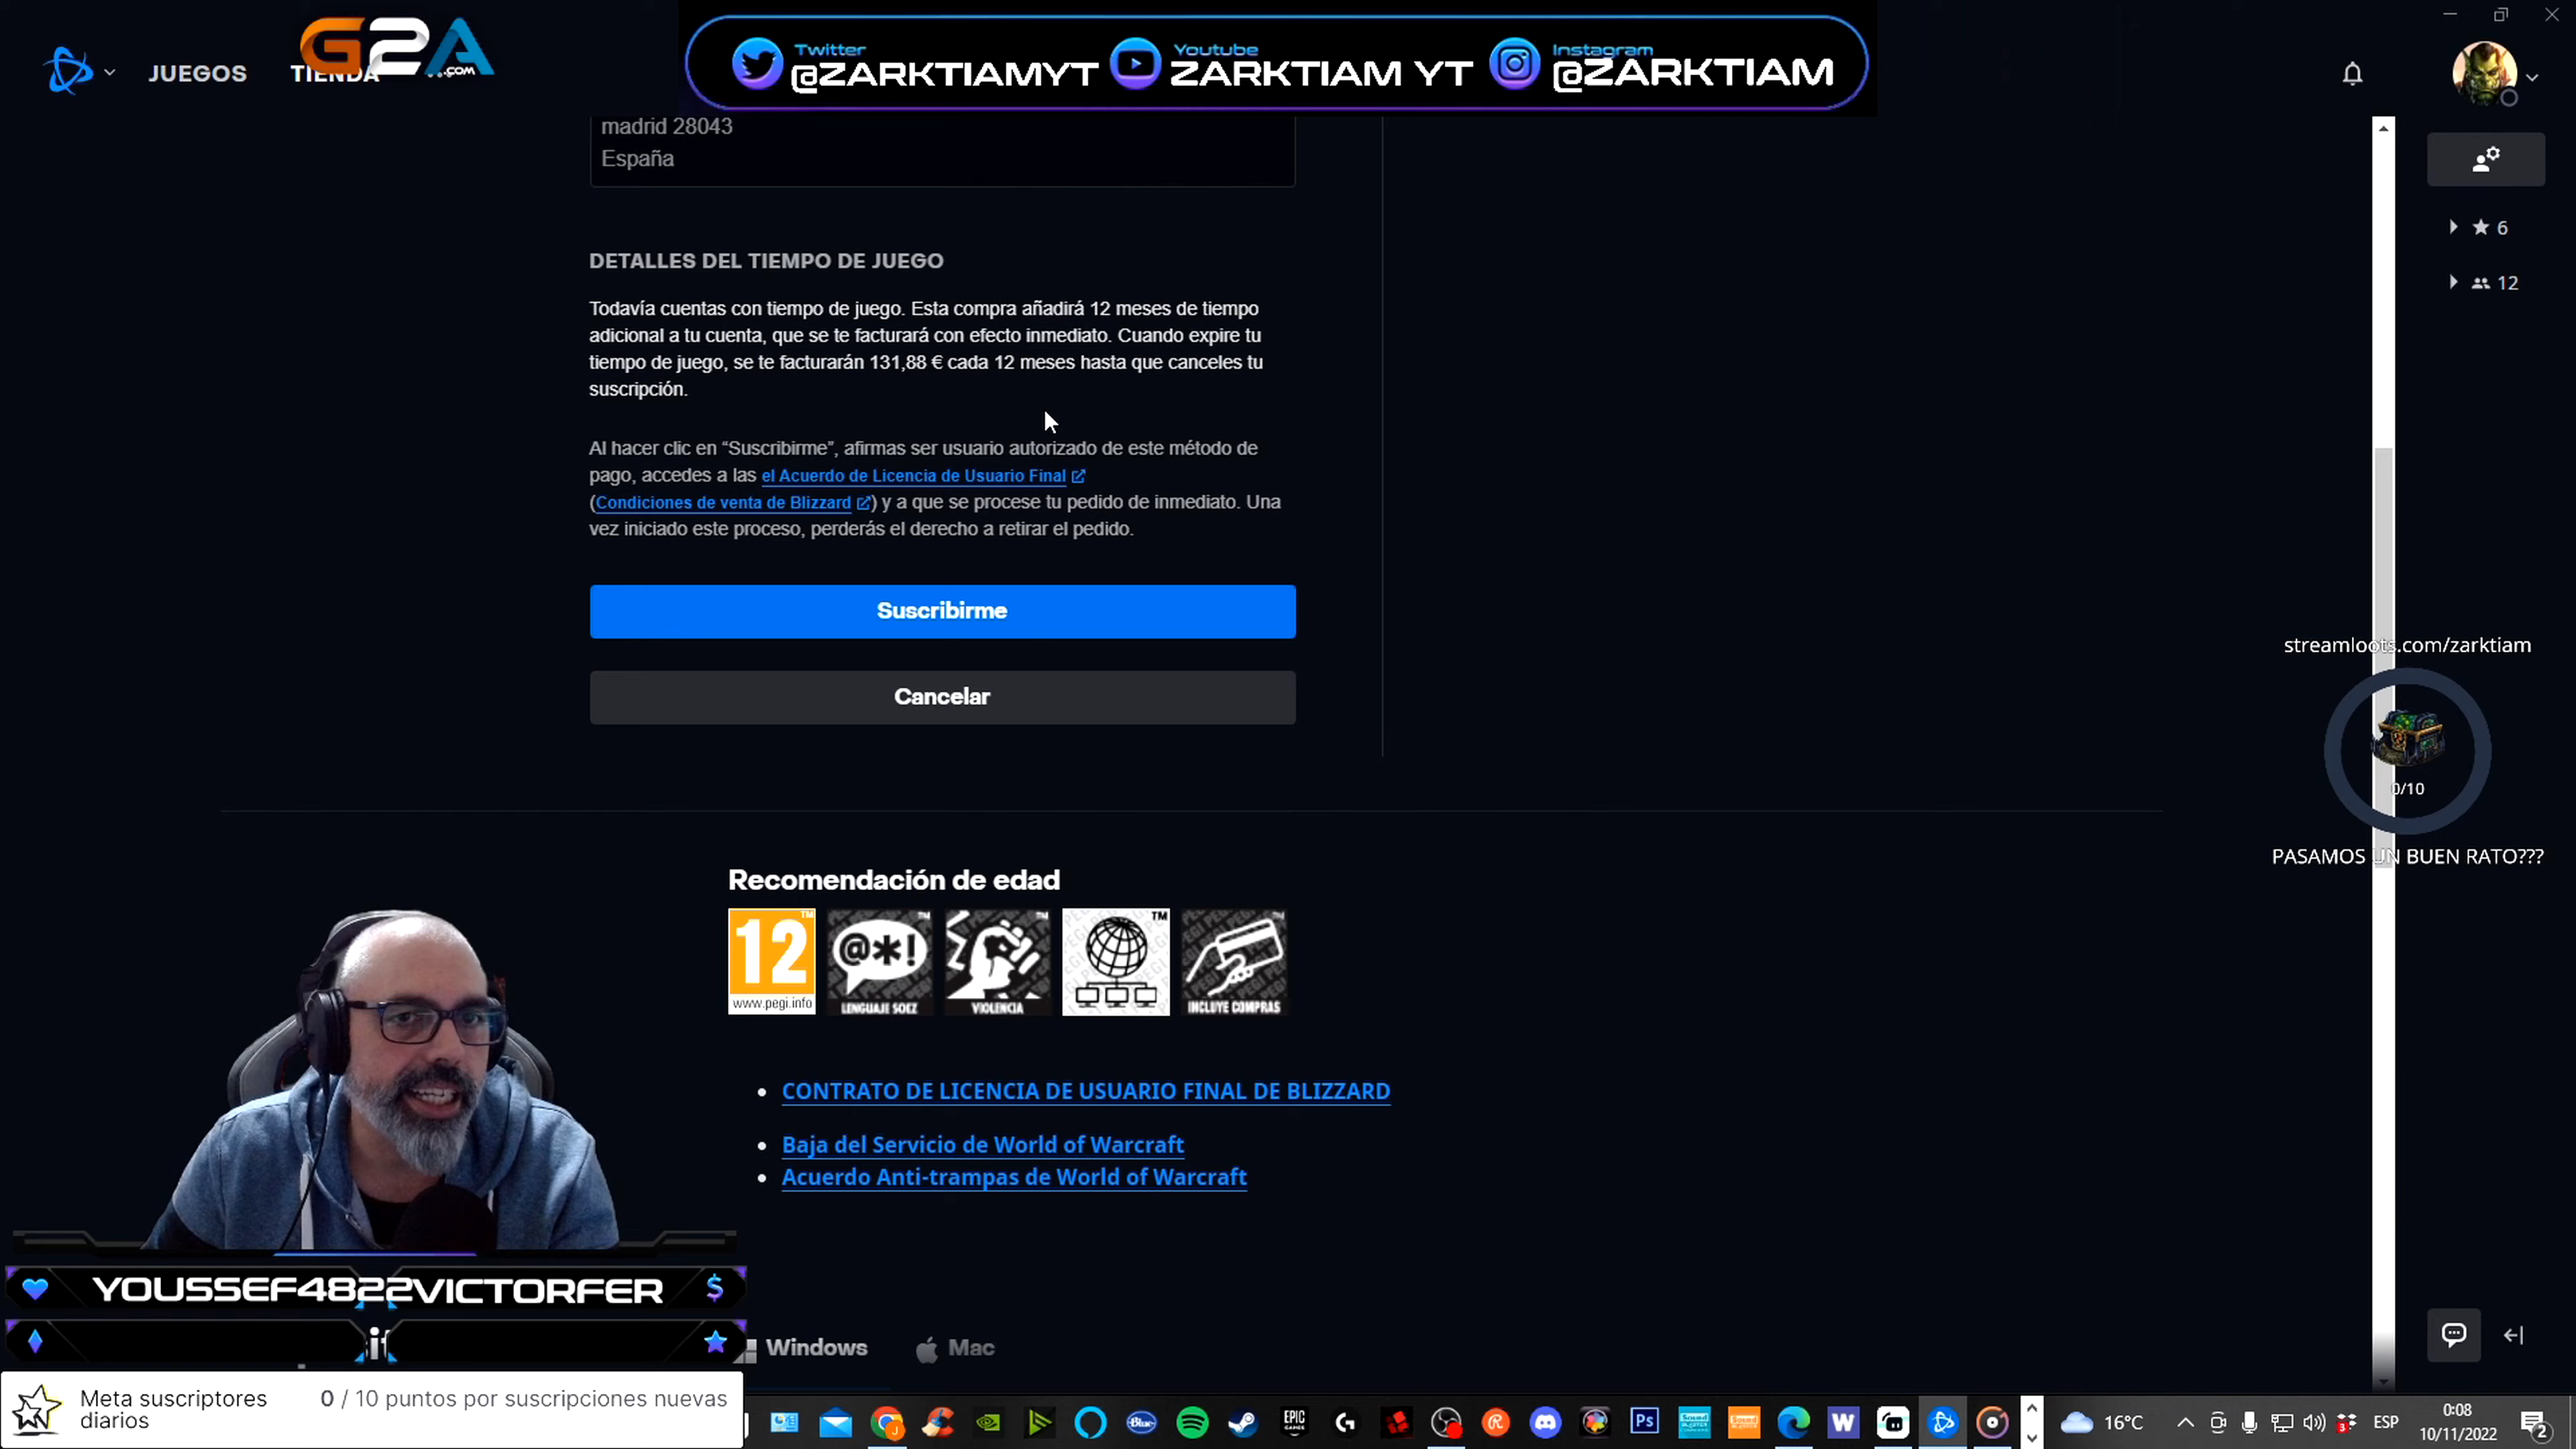 G2A
.COM
JUEGOS
TIENDA
Twitter
@ZARKTIAMYT
Youtube
ZARKTIAM YT
Instagram
@ZARKTIAM
madrid 28043
España
6
12
DETALLES DEL TIEMPO DE JUEGO
Todavía cuentas con tiempo de juego. Esta compra añadirá 12 meses de tiempo
adicional a tu cuenta, que se te facturará con efecto inmediato. Cuando expire tu
tiempo de juego, se te facturarán 131,88 € cada 12 meses hasta que canceles tu
suscripción.
Al hacer clic en “Suscribirme”, afirmas ser usuario autorizado de este método de
pago, accedes a las el Acuerdo de Licencia de Usuario Final
(Condiciones de venta de Blizzard) y a que se procese tu pedido de inmediato. Una
vez iniciado este proceso, perderás el derecho a retirar el pedido.
Suscribirme
Cancelar
streamloots.com/zarktiam
0/10
PASAMOS UN BUEN RATO???
Recomendación de edad
12
www.pegi.info
@*!
LENGUAJE SOEZ
VIOLENCIA
INCLUYE COMPRAS
CONTRATO DE LICENCIA DE USUARIO FINAL DE BLIZZARD
Baja del Servicio de World of Warcraft
Acuerdo Anti-trampas de World of Warcraft
YOUSSEF4822
VICTORFER
Windows
Mac
Meta suscriptores
diarios
0 / 10 puntos por suscripciones nuevas
Blue
EPIC
GAMES
Ps
W
16°C
ESP
0:08
10/11/2022
2